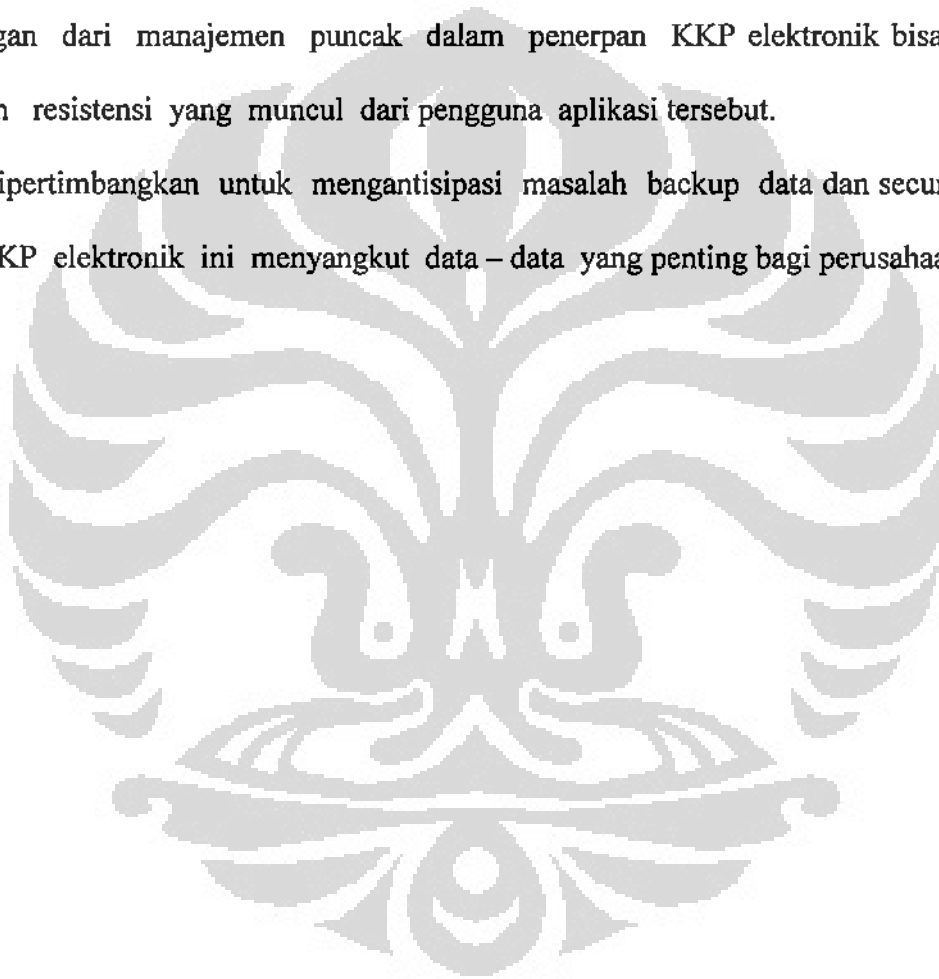 gan dari manajemen puncak dalam penerpan KKP elektronik bisa
n resistensi yang muncul dari pengguna aplikasi tersebut.
ipertimbangkan untuk mengantisipasi masalah backup data dan secu
KP elektronik ini menyangkut data – data yang penting bagi perusahaa